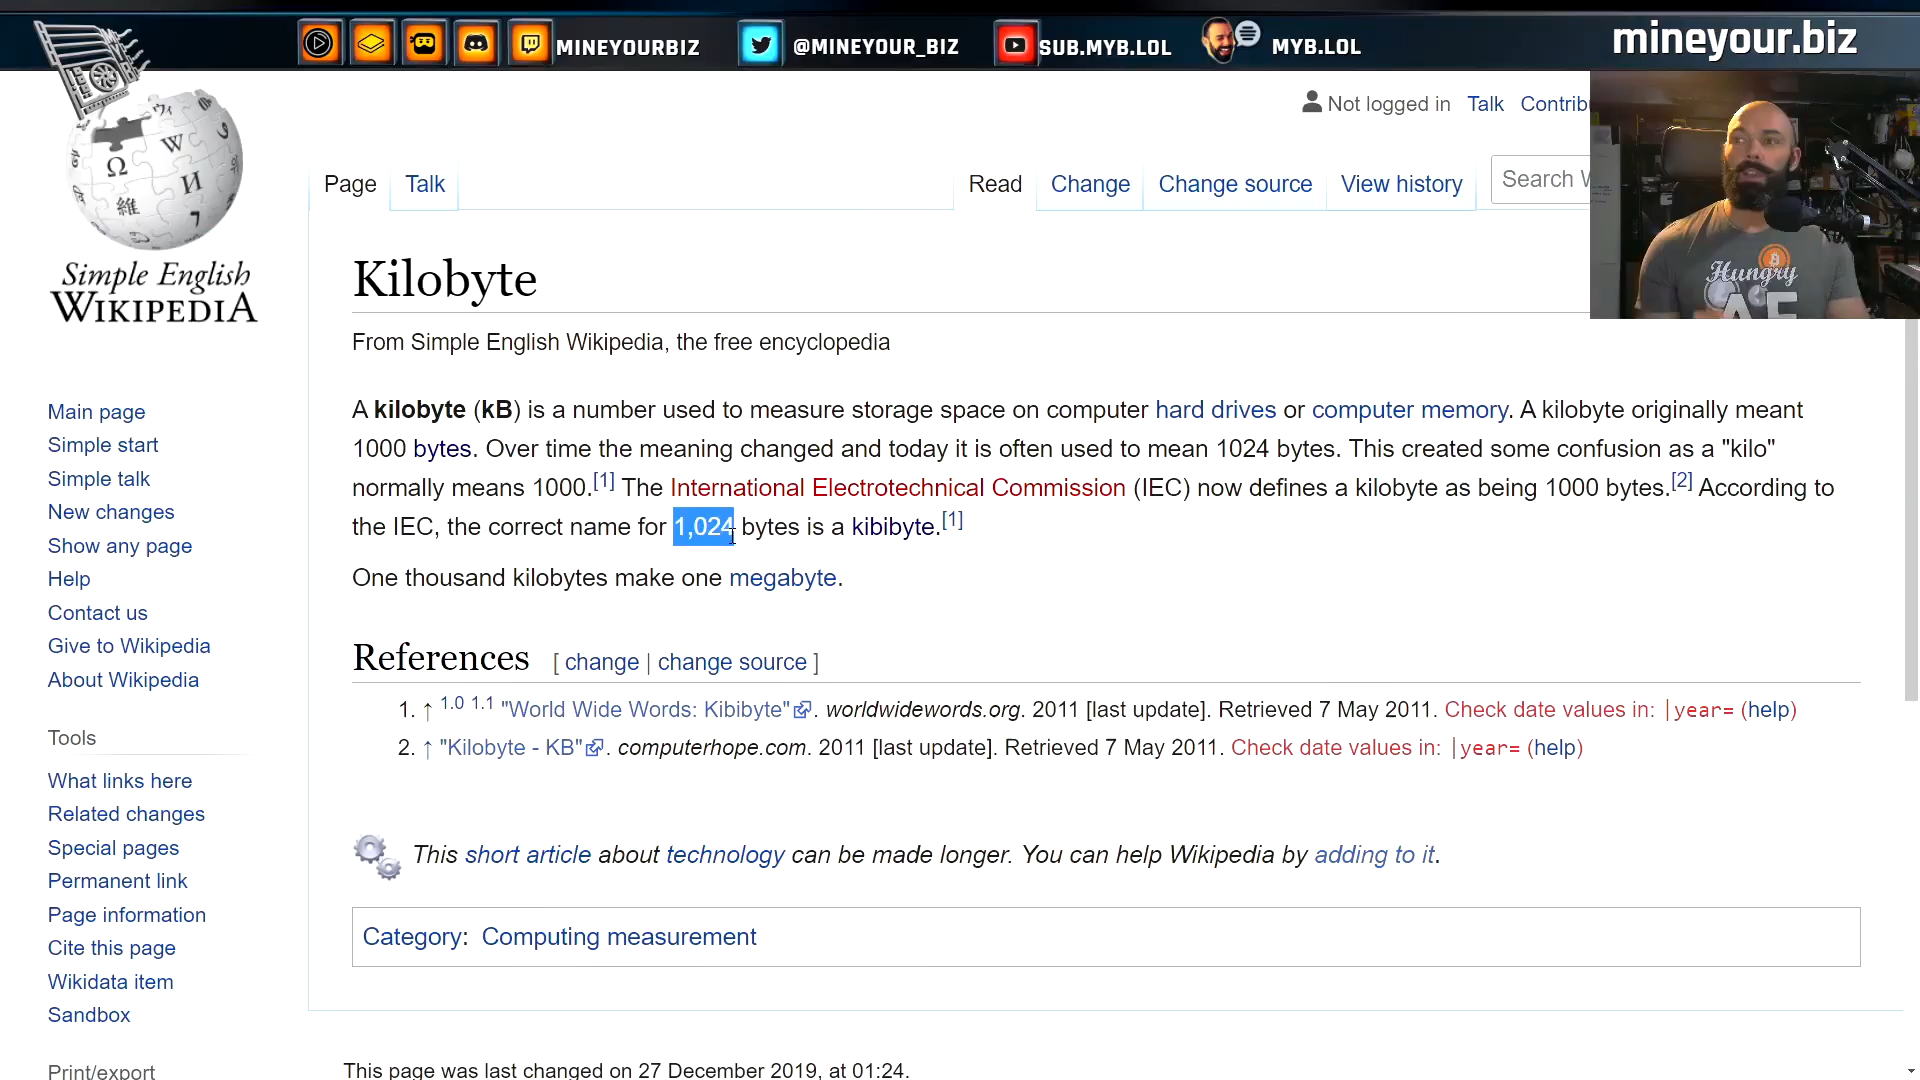 MINEYOURBIZ
@MINEYOUR_BIZ
SUB.MYB.LOL
MYB.LOL
mineyour.biz
Not logged in Talk
Page Talk Read Change Change source View history Search
Simple English
WIKIPEDIA
Hungry
AF
Kilobyte
From Simple English Wikipedia, the free encyclopedia
A kilobyte (kB) is a number used to measure storage space on computer hard drives or computer memory. A kilobyte originally meant
1000 bytes. Over time the meaning changed and today it is often used to mean 1024 bytes. This created some confusion as a "kilo"
normally means 1000.[1] The International Electrotechnical Commission (IEC) now defines a kilobyte as being 1000 bytes.[2] According to
the IEC, the correct name for 1,024 bytes is a kibibyte.[1]
One thousand kilobytes make one megabyte.
References [ change | change source ]
1. ↑ 1.0 1.1 "World Wide Words: Kibibyte". worldwidewords.org. 2011 [last update]. Retrieved 7 May 2011. Check date values in: |year= (help)
2. ↑ "Kilobyte - KB". computerhope.com. 2011 [last update]. Retrieved 7 May 2011. Check date values in: |year= (help)
This short article about technology can be made longer. You can help Wikipedia by adding to it.
Category: Computing measurement
This page was last changed on 27 December 2019, at 01:24.
Main page
Simple start
Simple talk
New changes
Show any page
Help
Contact us
Give to Wikipedia
About Wikipedia
Tools
What links here
Related changes
Special pages
Permanent link
Page information
Cite this page
Wikidata item
Sandbox
Print/export